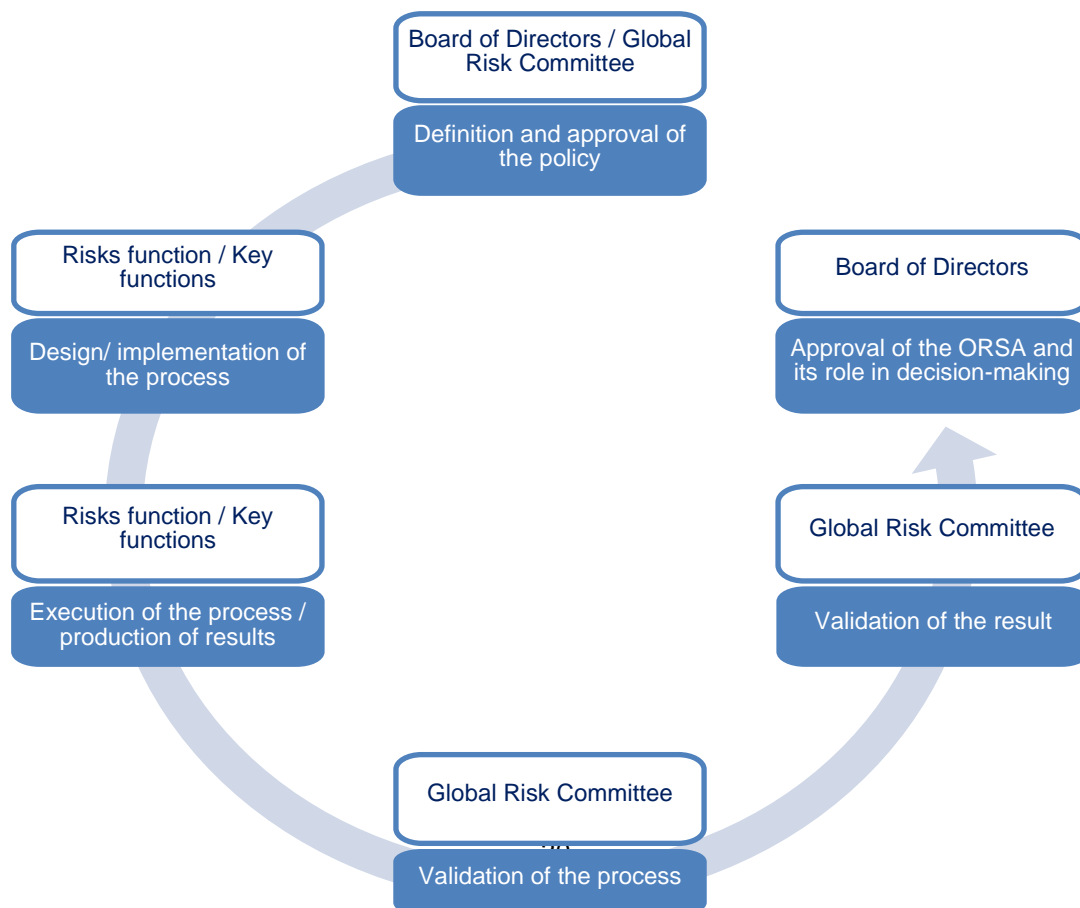 Board of Directors / Global
Risk Committee
Definition and approval of
the policy
Risks function / Key
functions
Design/ implementation of
the process
Risks function / Key
functions
Execution of the process /
production of results
Global Risk Committee
Validation of the process
Global Risk Committee
Validation of the result
Board of Directors
Approval of the ORSA and
its role in decision-making